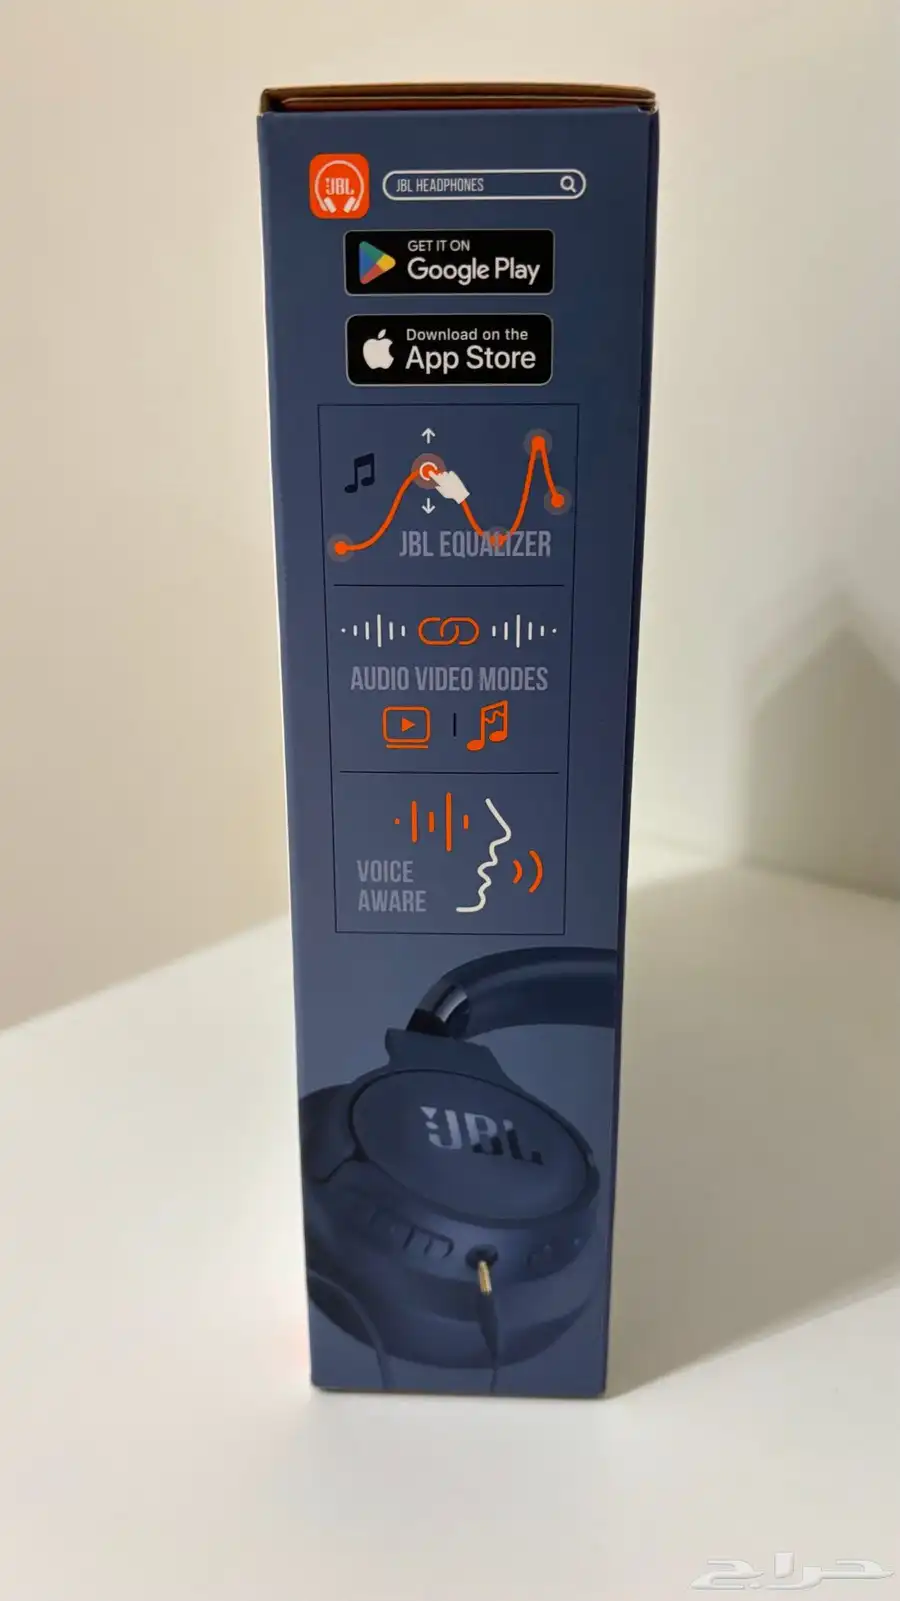 JBL
JBL HEADPHONES
GET IT ON
Google Play
Download on the
App Store
JBL EQUALIZER
AUDIO VIDEO MODES
VOICE
AWARE
JBL
حراج